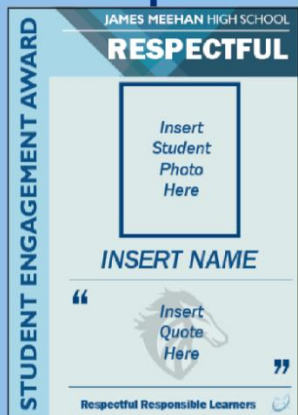 STUDENT ENGAGEMENT AWARD
JAMES MEEHAN HIGH SCHOOL
RESPECTFUL
Insert
Student
Photo
Here
INSERT NAME
“
Insert
Quote
Here
”
Respectful Responsible Learners